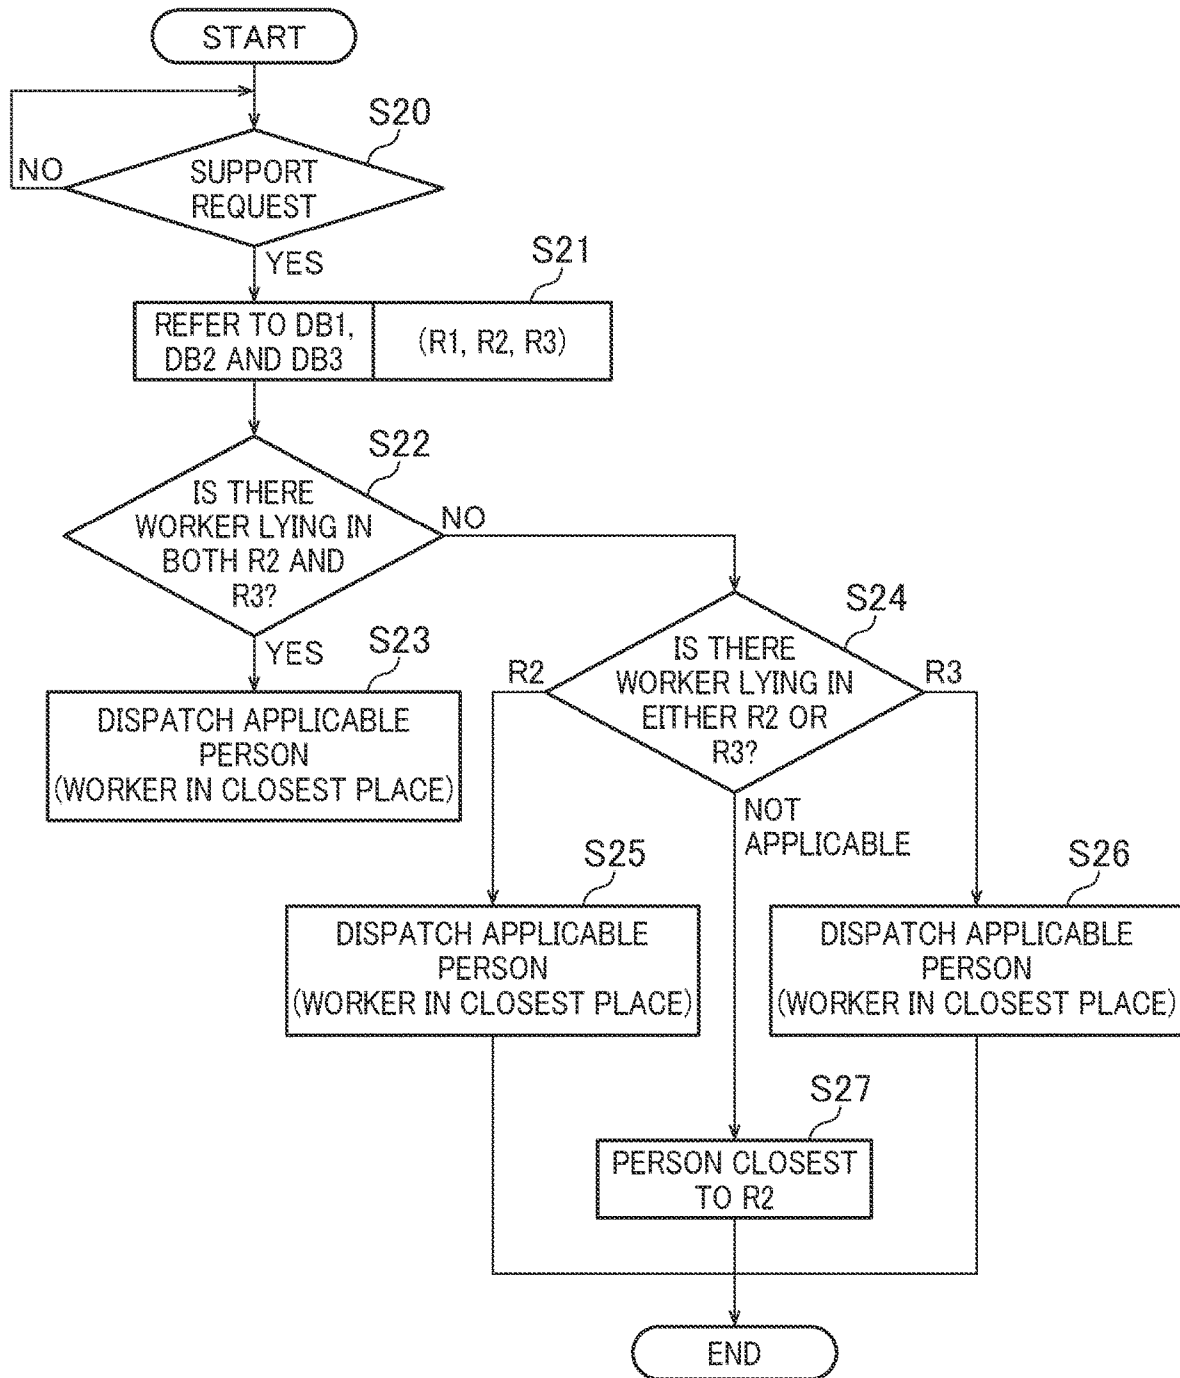 START
S20
NO
SUPPORT
REQUEST
YES
S21
REFER TO DB1,
DB2 AND DB3
(R1, R2, R3)
S22
IS THERE
WORKER LYING IN
BOTH R2 AND
R3?
NO
YES
S23
DISPATCH APPLICABLE
PERSON
(WORKER IN CLOSEST PLACE)
S24
IS THERE
WORKER LYING IN
EITHER R2 OR
R3?
R2
R3
NOT
APPLICABLE
S25
DISPATCH APPLICABLE
PERSON
(WORKER IN CLOSEST PLACE)
S26
DISPATCH APPLICABLE
PERSON
(WORKER IN CLOSEST PLACE)
S27
PERSON CLOSEST
TO R2
END